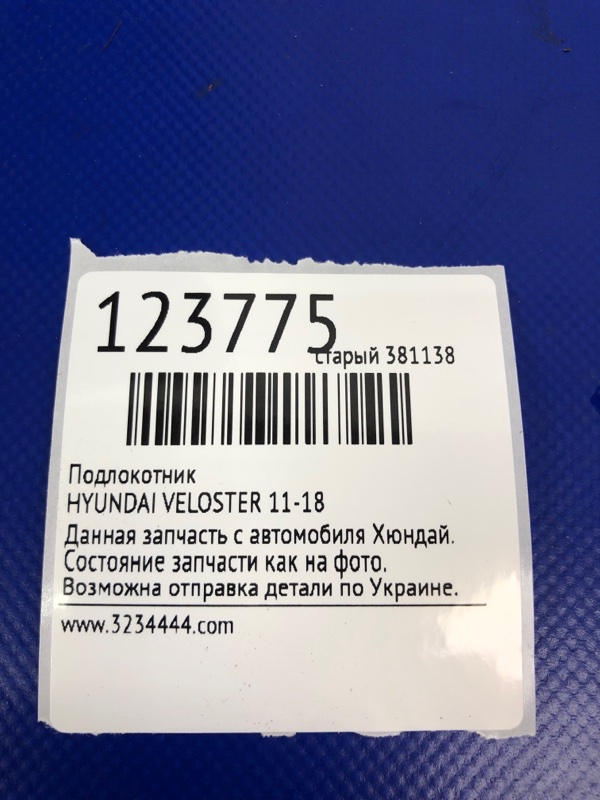 123775
старый 381138
Подлокотник
HYUNDAI VELOSTER 11-18
Данная запчасть с автомобиля Хюндай.
Состояние запчасти как на фото.
Возможна отправка детали по Украине.
www.3234444.com